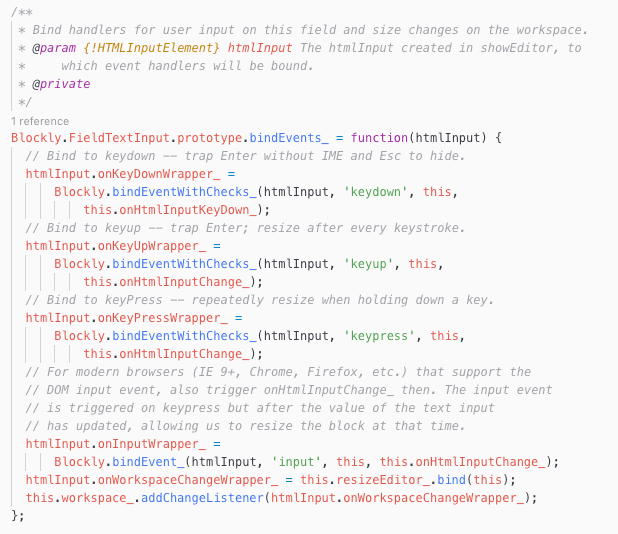 /**
 * Bind handlers for user input on this field and size changes on the workspace.
 * @param {!HTMLInputElement} htmlInput The htmlInput created in showEditor, to
 *     which event handlers will be bound.
 * @private
 */
1 reference
Blockly.FieldTextInput.prototype.bindEvents_ = function(htmlInput) {
  // Bind to keydown -- trap Enter without IME and Esc to hide.
  htmlInput.onKeyDownWrapper_ =
      Blockly.bindEventWithChecks_(htmlInput, 'keydown', this,
          this.onHtmlInputKeyDown_);
  // Bind to keyup -- trap Enter; resize after every keystroke.
  htmlInput.onKeyUpWrapper_ =
      Blockly.bindEventWithChecks_(htmlInput, 'keyup', this,
          this.onHtmlInputChange_);
  // Bind to keyPress -- repeatedly resize when holding down a key.
  htmlInput.onKeyPressWrapper_ =
      Blockly.bindEventWithChecks_(htmlInput, 'keypress', this,
          this.onHtmlInputChange_);
  // For modern browsers (IE 9+, Chrome, Firefox, etc.) that support the
  // DOM input event, also trigger onHtmlInputChange_ then. The input event
  // is triggered on keypress but after the value of the text input
  // has updated, allowing us to resize the block at that time.
  htmlInput.onInputWrapper_ =
      Blockly.bindEvent_(htmlInput, 'input', this, this.onHtmlInputChange_);
  htmlInput.onWorkspaceChangeWrapper_ = this.resizeEditor_.bind(this);
  this.workspace_.addChangeListener(htmlInput.onWorkspaceChangeWrapper_);
};